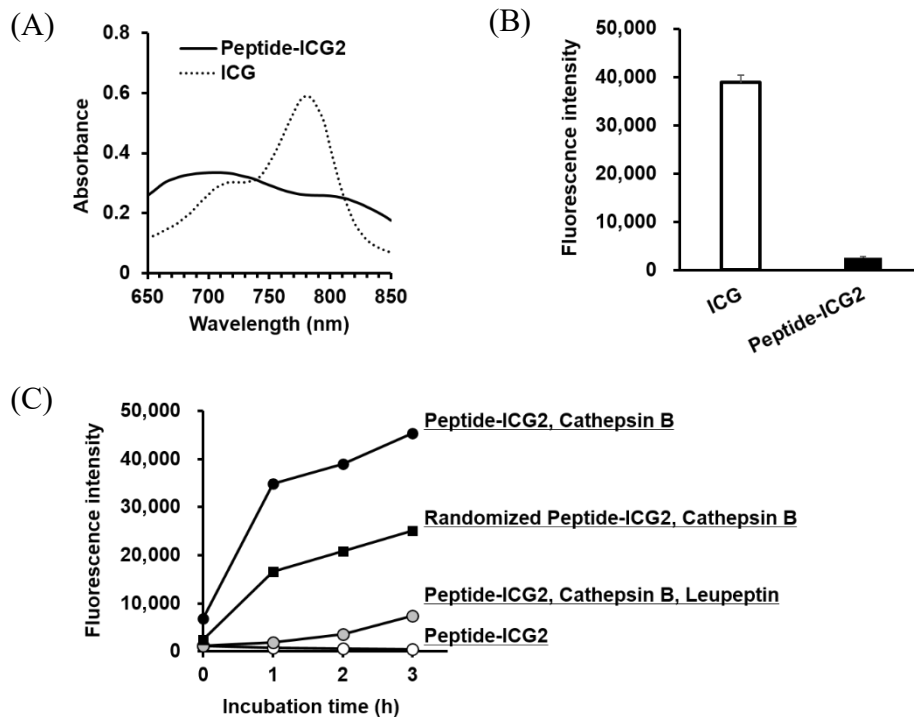 (A)
0.8
0.6
0.4
0.2
0
Absorbance
Peptide-ICG2
ICG
650 700 750 800 850
Wavelength (nm)
(B)
50,000
40,000
30,000
20,000
10,000
0
Fluorescence intensity
ICG
Peptide-ICG2
(C)
50,000
40,000
30,000
20,000
10,000
0
Fluorescence intensity
Peptide-ICG2, Cathepsin B
Randomized Peptide-ICG2, Cathepsin B
Peptide-ICG2, Cathepsin B, Leupeptin
Peptide-ICG2
0 1 2 3
Incubation time (h)